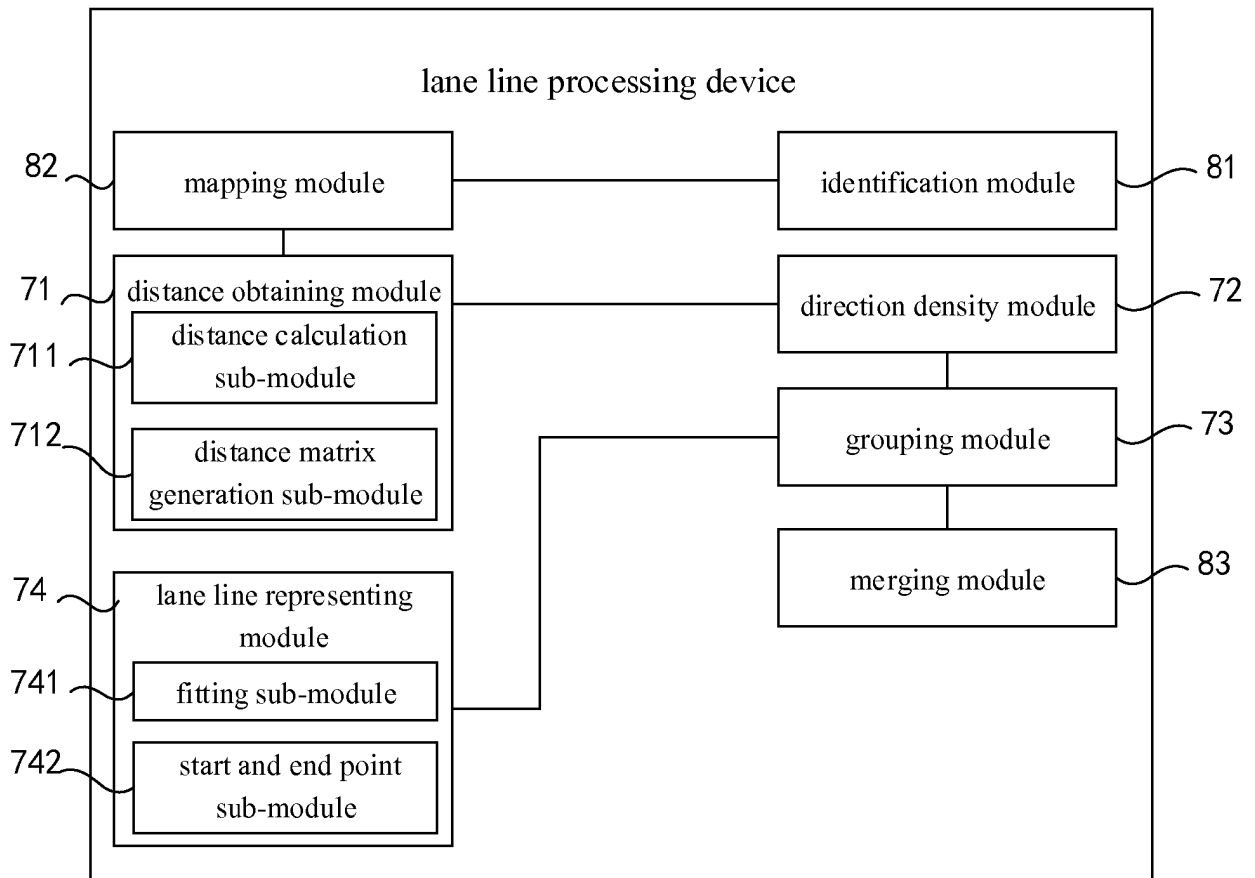 lane line processing device
82
mapping module
identification module
81
71
distance obtaining module
711
distance calculation
sub-module
712
distance matrix
generation sub-module
direction density module
72
grouping module
73
merging module
83
74
lane line representing
module
741
fitting sub-module
742
start and end point
sub-module